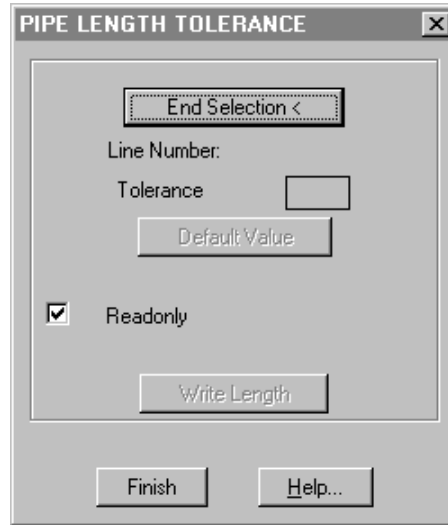 PIPE LENGTH TOLERANCE
End Selection <
Line Number:
Tolerance
Default Value
Readonly
Write Length
Finish
Help...